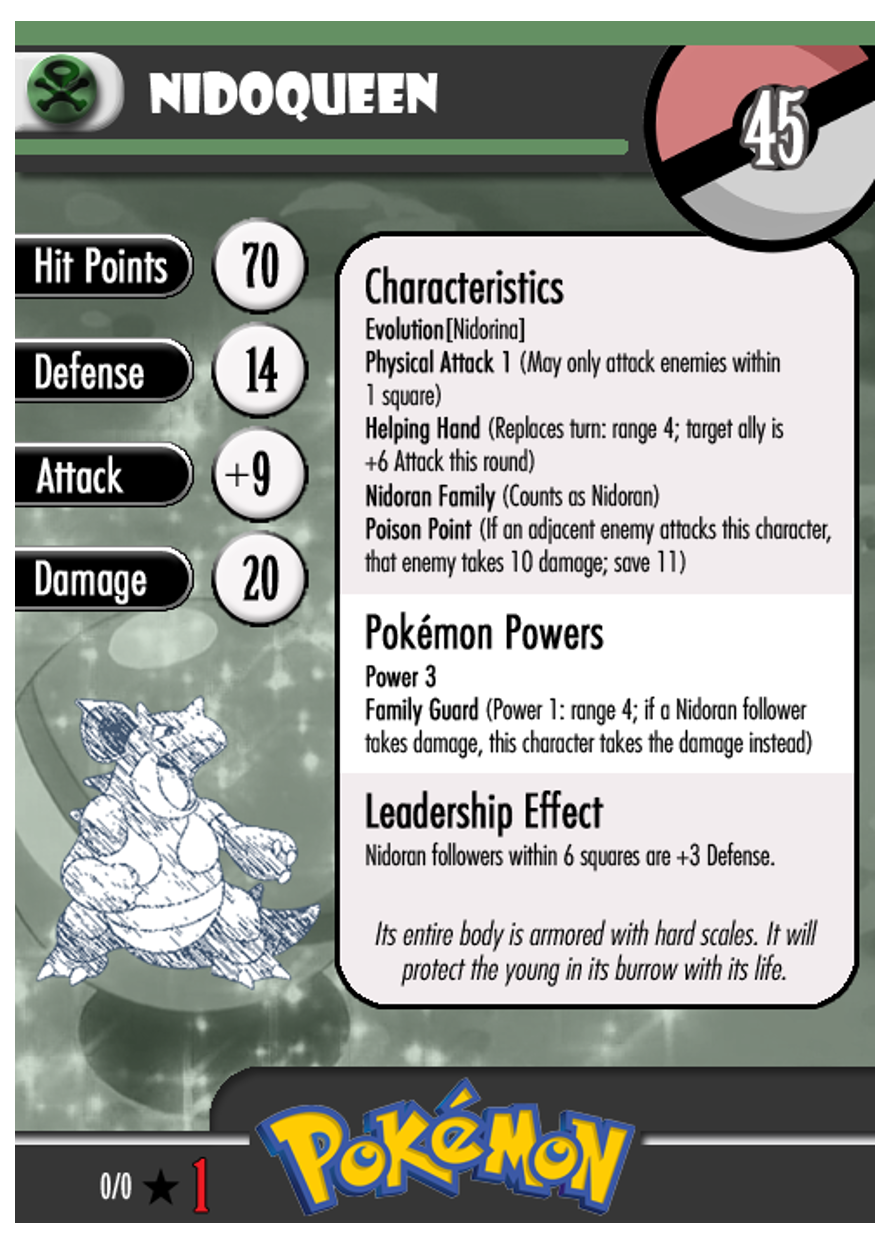 NIDOQUEEN
45
Hit Points 70
Defense 14
Attack +9
Damage 20
Characteristics
Evolution[Nidorina]
Physical Attack 1 (May only attack enemies within
1 square)
Helping Hand (Replaces turn: range 4; target ally is
+6 Attack this round)
Nidoran Family (Counts as Nidoran)
Poison Point (If an adjacent enemy attacks this character,
that enemy takes 10 damage; save 11)
Pokémon Powers
Power 3
Family Guard (Power 1: range 4; if a Nidoran follower
takes damage, this character takes the damage instead)
Leadership Effect
Nidoran followers within 6 squares are +3 Defense.
Its entire body is armored with hard scales. It will
protect the young in its burrow with its life.
POKéMON
0/0 ★ 1